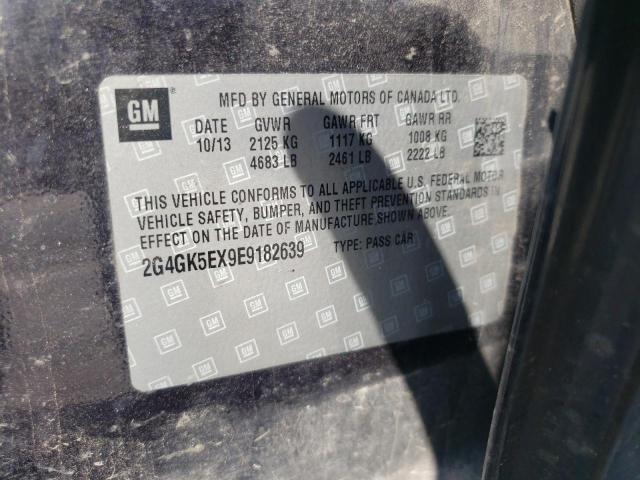 GM
MFD BY GENERAL MOTORS OF CANADA LTD.
DATE GVWR GAWR FRT GAWR RR
10/13 2125 KG 1117 KG 1008 KG
4683 LB 2461 LB 2222 LB
THIS VEHICLE CONFORMS TO ALL APPLICABLE U.S. FEDERAL MOTOR
VEHICLE SAFETY, BUMPER, AND THEFT PREVENTION STANDARDS IN
EFFECT ON THE DATE OF MANUFACTURE SHOWN ABOVE.
2G4GK5EX9E9182639 TYPE: PASS CAR